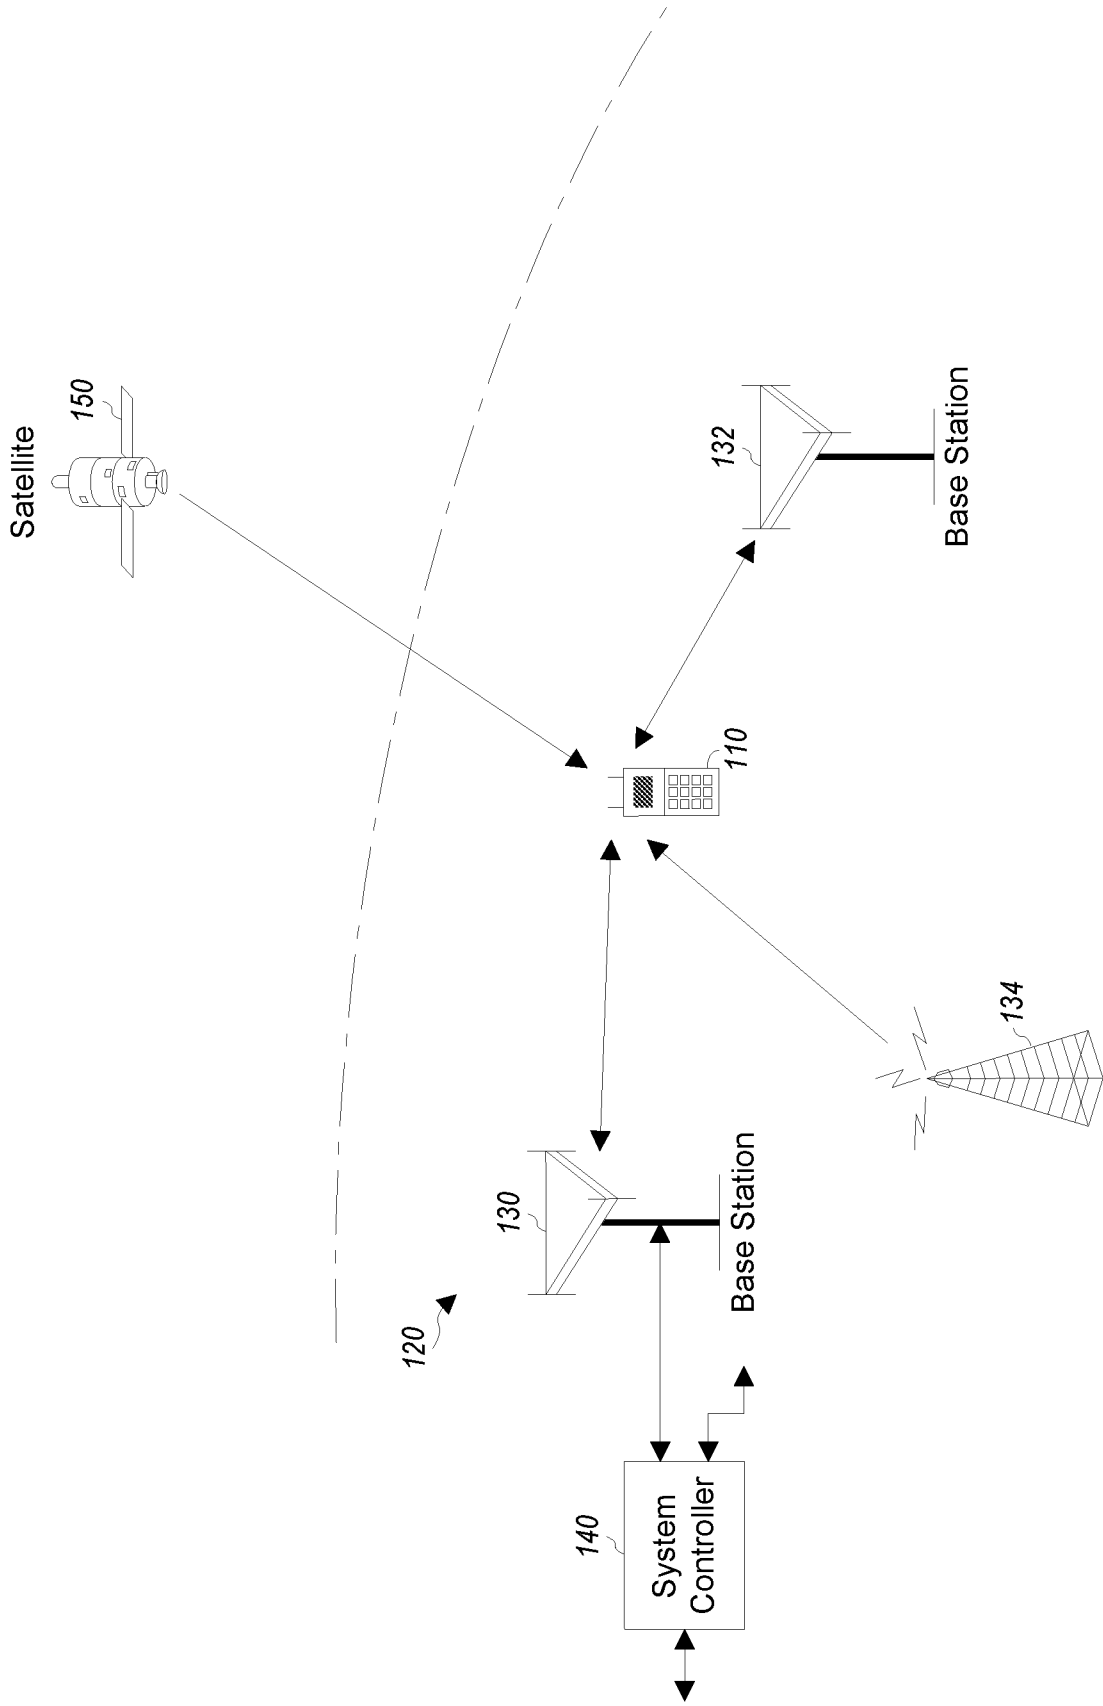 Satellite
150
120
130
132
Base Station
110
140
System
Controller
Base Station
134